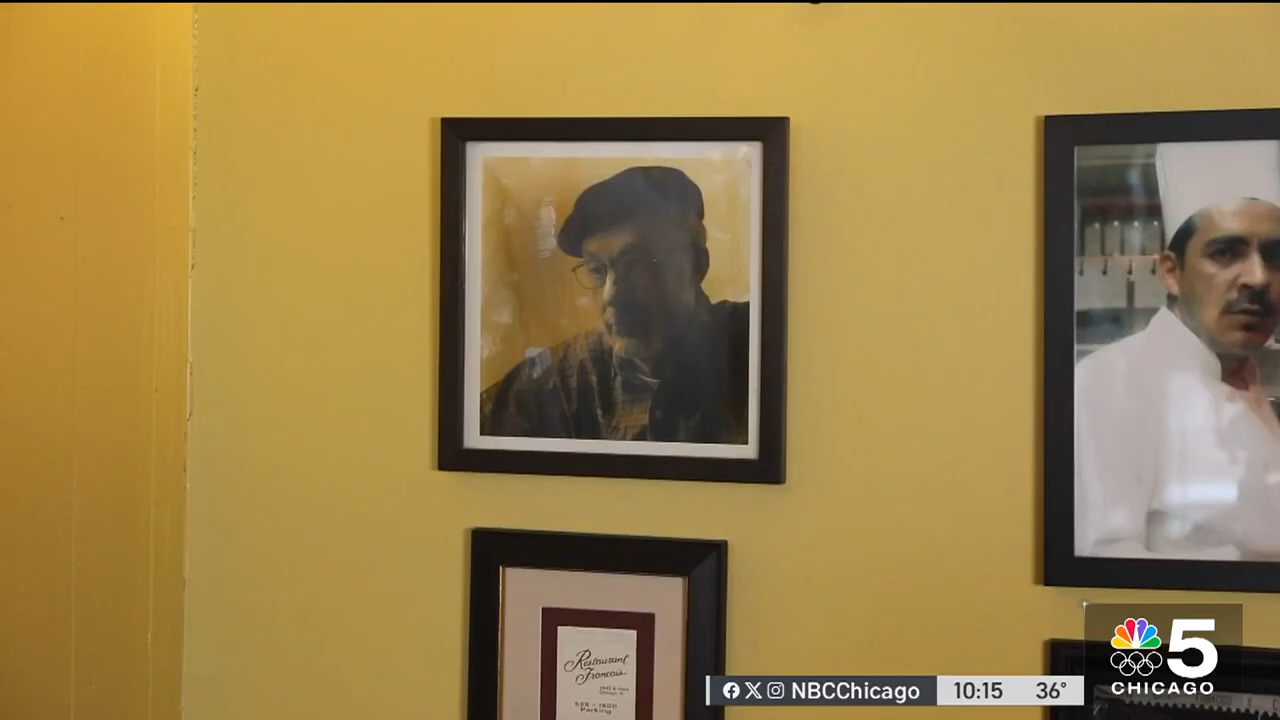 Restaurant
Francais
Parking
NBCChicago
10:15
36°
5
CHICAGO